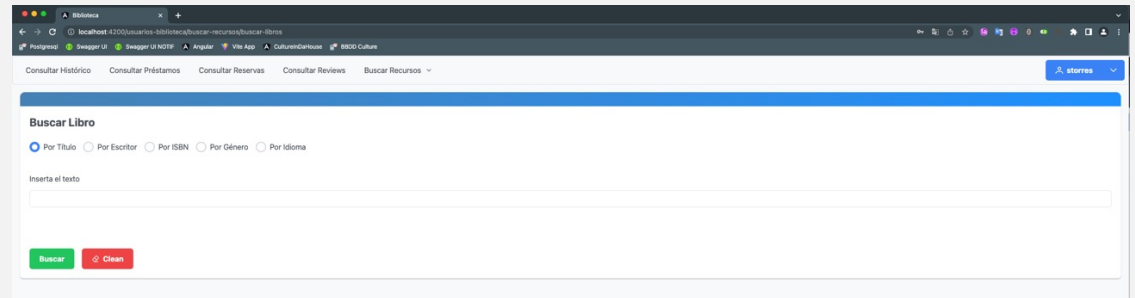 Biblioteca
localhost:4200/usuarios-biblioteca/buscar-recursos/buscar-libros
Postgresql Swagger UI Swagger UI NOTIF Angular Vite App CultureInDaHouse BBDD Culture
Consultar Histórico Consultar Préstamos Consultar Reservas Consultar Reviews Buscar Recursos storres
Buscar Libro
Por Título Por Escritor Por ISBN Por Género Por Idioma
Inserta el texto
Buscar Clean